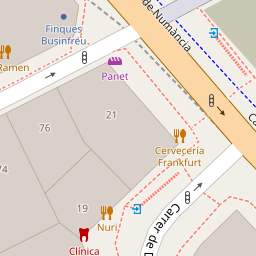 de Numància
Finques
Businfreu
Ramen
Panet
21
76
Cerveceria
Frankfurt
74
19
Nuri
Carrer de
Clínica